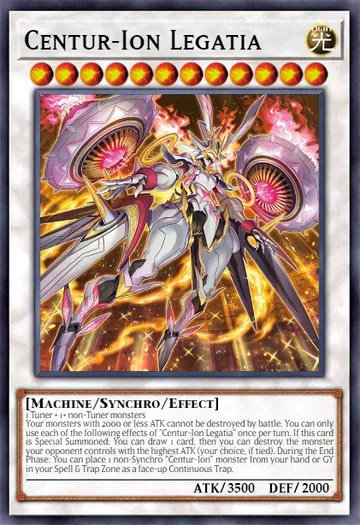 CENTUR-ION LEGATIA
LIGHT
光
[MACHINE/SYNCHRO/EFFECT]
1 Tuner + 1+ non-Tuner monsters
Your monsters with 2000 or less ATK cannot be destroyed by battle. You can only
use each of the following effects of "Centur-Ion Legatia" once per turn. If this card
is Special Summoned: You can draw 1 card, then you can destroy the monster
your opponent controls with the highest ATK (your choice, if tied). During the End
Phase: You can place 1 non-Synchro "Centur-Ion" monster from your hand or GY
in your Spell & Trap Zone as a face-up Continuous Trap.
ATK/3500 DEF/2000